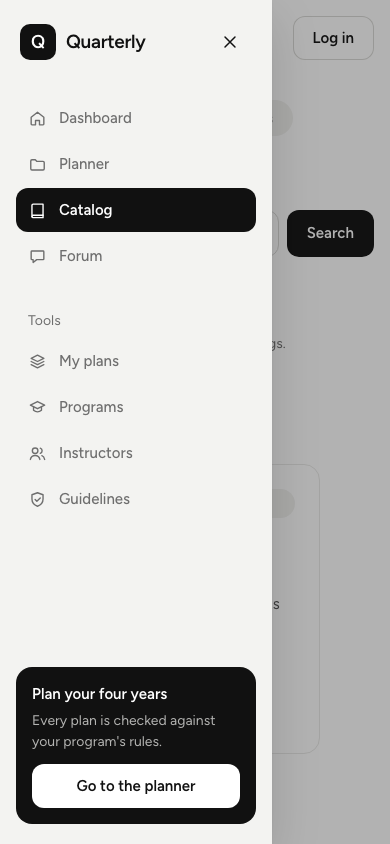 Q Quarterly
Log in
Dashboard
Planner
Catalog
Search
Forum
Tools
gs.
My plans
Programs
Instructors
Guidelines
s
Plan your four years
Every plan is checked against
your program's rules.
Go to the planner